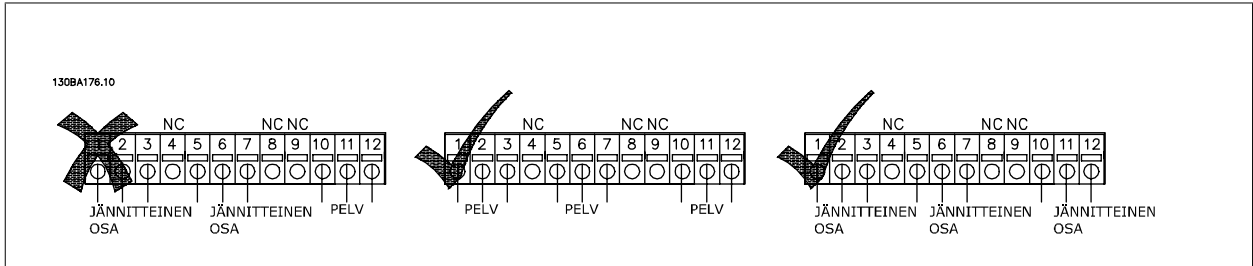 130BA176.10
NC NC NC
2 3 4 5 6 7 8 9 10 11 12
JÄNNITTEINEN OSA
JÄNNITTEINEN OSA
PELV
NC NC NC
1 2 3 4 5 6 7 8 9 10 11 12
PELV
PELV
PELV
NC NC NC
1 2 3 4 5 6 7 8 9 10 11 12
JÄNNITTEINEN OSA
JÄNNITTEINEN OSA
JÄNNITTEINEN OSA